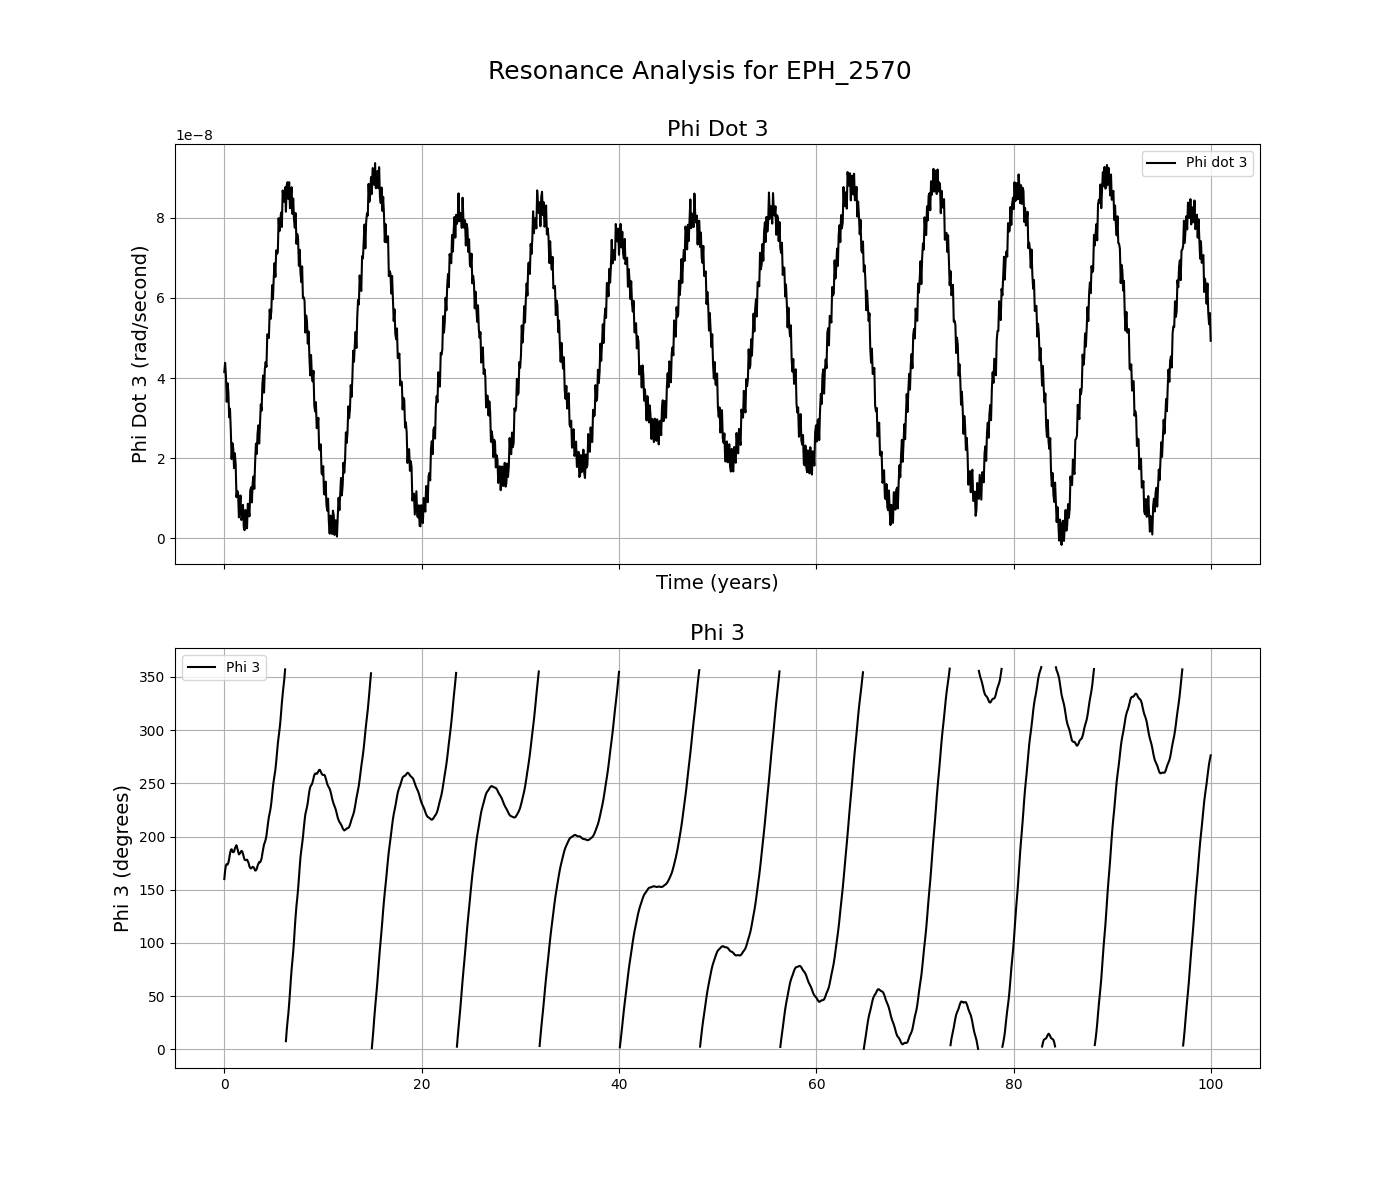 Resonance Analysis for EPH_2570
Phi Dot 3
1e−8
Phi dot 3
Phi Dot 3 (rad/second)
8
6
4
2
0
Time (years)
Phi 3
Phi 3
Phi 3 (degrees)
350
300
250
200
150
100
50
0
0 20 40 60 80 100